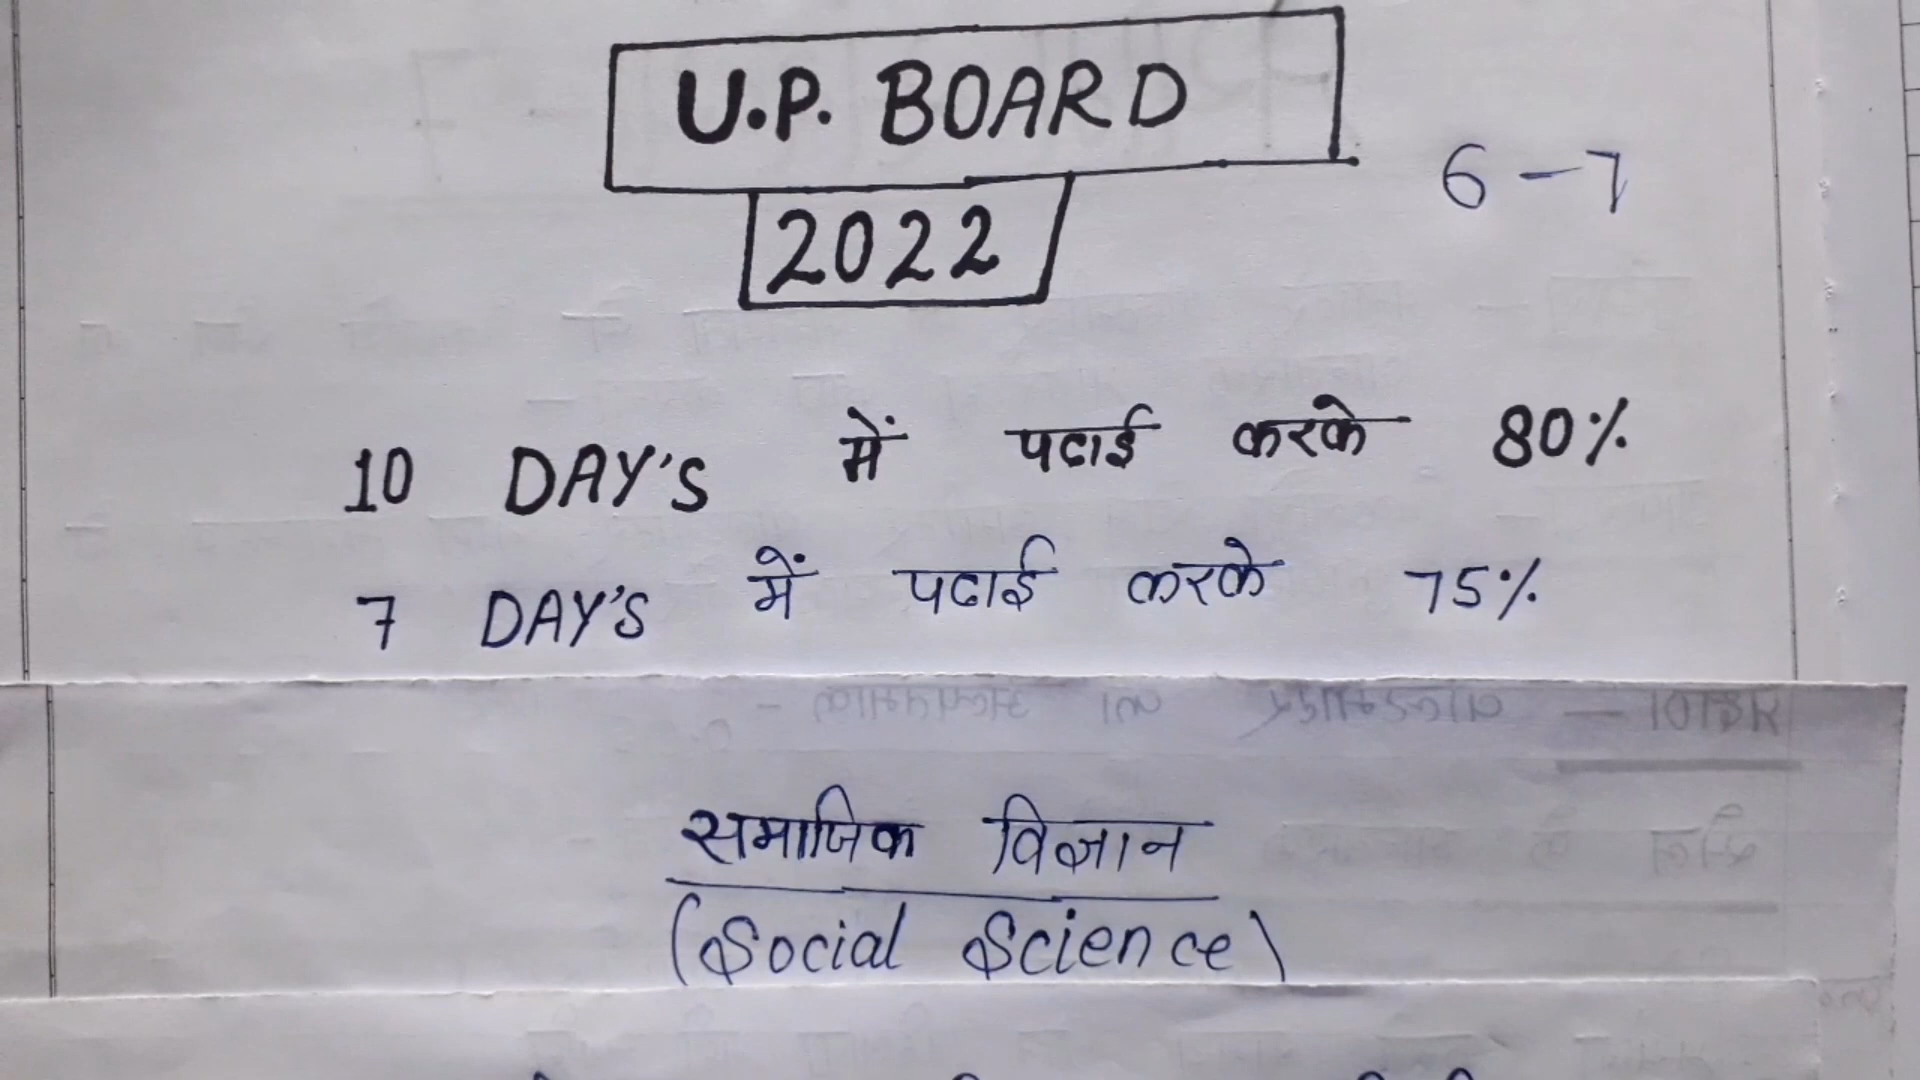 U.P. BOARD
2022
6-7
10 DAY'S में पढाई करके 80%
7 DAY'S में पढाई करके 75%
समाजिक विज्ञान
(Social Science)